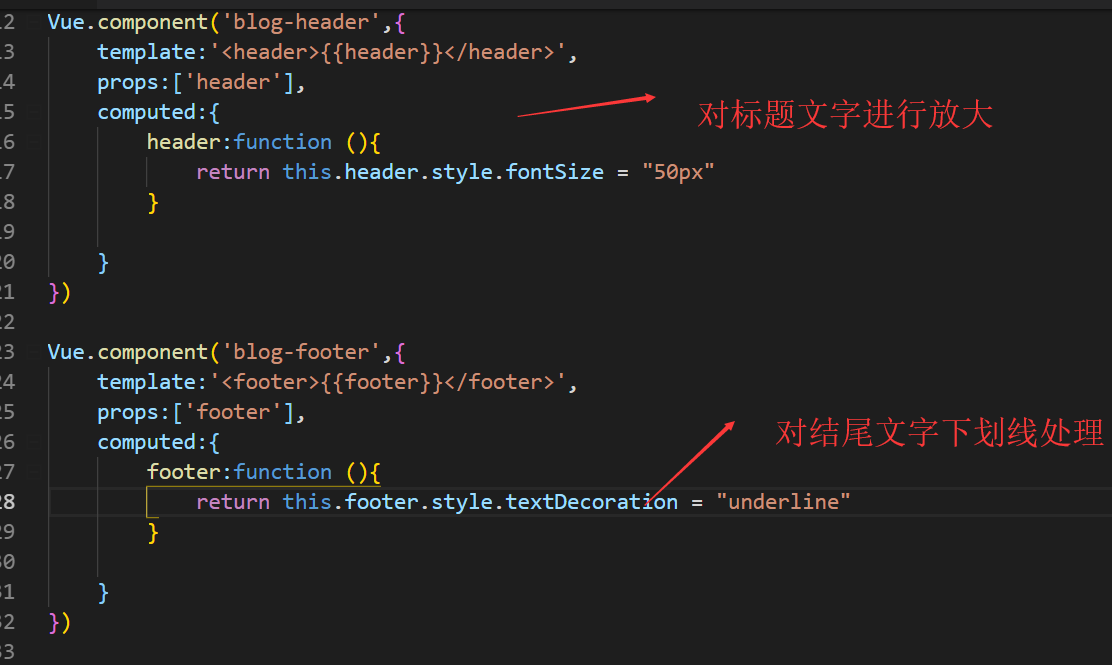 12 Vue.component('blog-header',{
13 template:'<header>{{header}}</header>',
14 props:['header'],
15 computed:{
对标题文字进行放大
16 header:function (){
17 return this.header.style.fontSize = "50px"
18 }
19
20 }
21 })
22
23 Vue.component('blog-footer',{
24 template:'<footer>{{footer}}</footer>',
25 props:['footer'],
26 computed:{
对结尾文字下划线处理
27 footer:function (){
28 return this.footer.style.textDecoration = "underline"
29 }
30
31 }
32 })
33